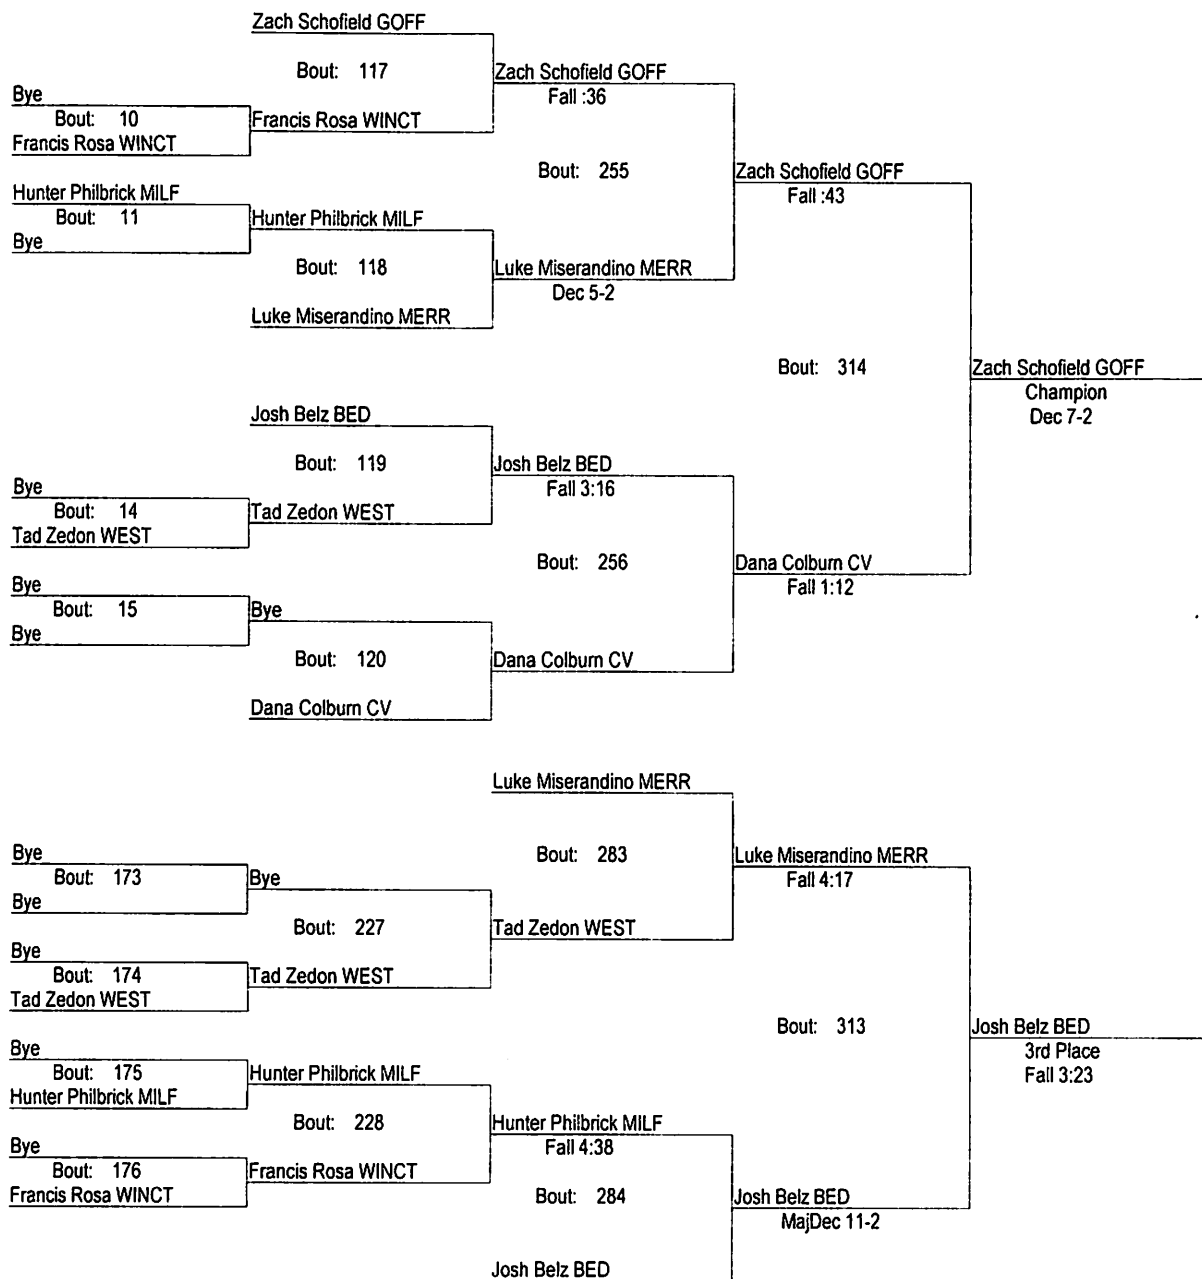 Zach Schofield GOFF
Bout: 117
Zach Schofield GOFF
Fall :36
Bye
Bout: 10
Francis Rosa WINCT
Francis Rosa WINCT
Bout: 255
Zach Schofield GOFF
Fall :43
Hunter Philbrick MILF
Bout: 11
Bye
Hunter Philbrick MILF
Bout: 118
Luke Miserandino MERR
Dec 5-2
Luke Miserandino MERR
Bout: 314
Zach Schofield GOFF
Champion
Dec 7-2
Josh Belz BED
Bout: 119
Josh Belz BED
Fall 3:16
Bye
Bout: 14
Tad Zedon WEST
Tad Zedon WEST
Bout: 256
Dana Colburn CV
Fall 1:12
Bye
Bout: 15
Bye
Bye
Bout: 120
Dana Colburn CV
Dana Colburn CV
Luke Miserandino MERR
Bout: 283
Luke Miserandino MERR
Fall 4:17
Bye
Bout: 173
Bye
Bye
Bout: 227
Tad Zedon WEST
Bye
Bout: 174
Tad Zedon WEST
Tad Zedon WEST
Bout: 313
Josh Belz BED
3rd Place
Fall 3:23
Bye
Bout: 175
Hunter Philbrick MILF
Hunter Philbrick MILF
Bout: 228
Hunter Philbrick MILF
Fall 4:38
Bye
Bout: 176
Francis Rosa WINCT
Francis Rosa WINCT
Bout: 284
Josh Belz BED
MajDec 11-2
Josh Belz BED